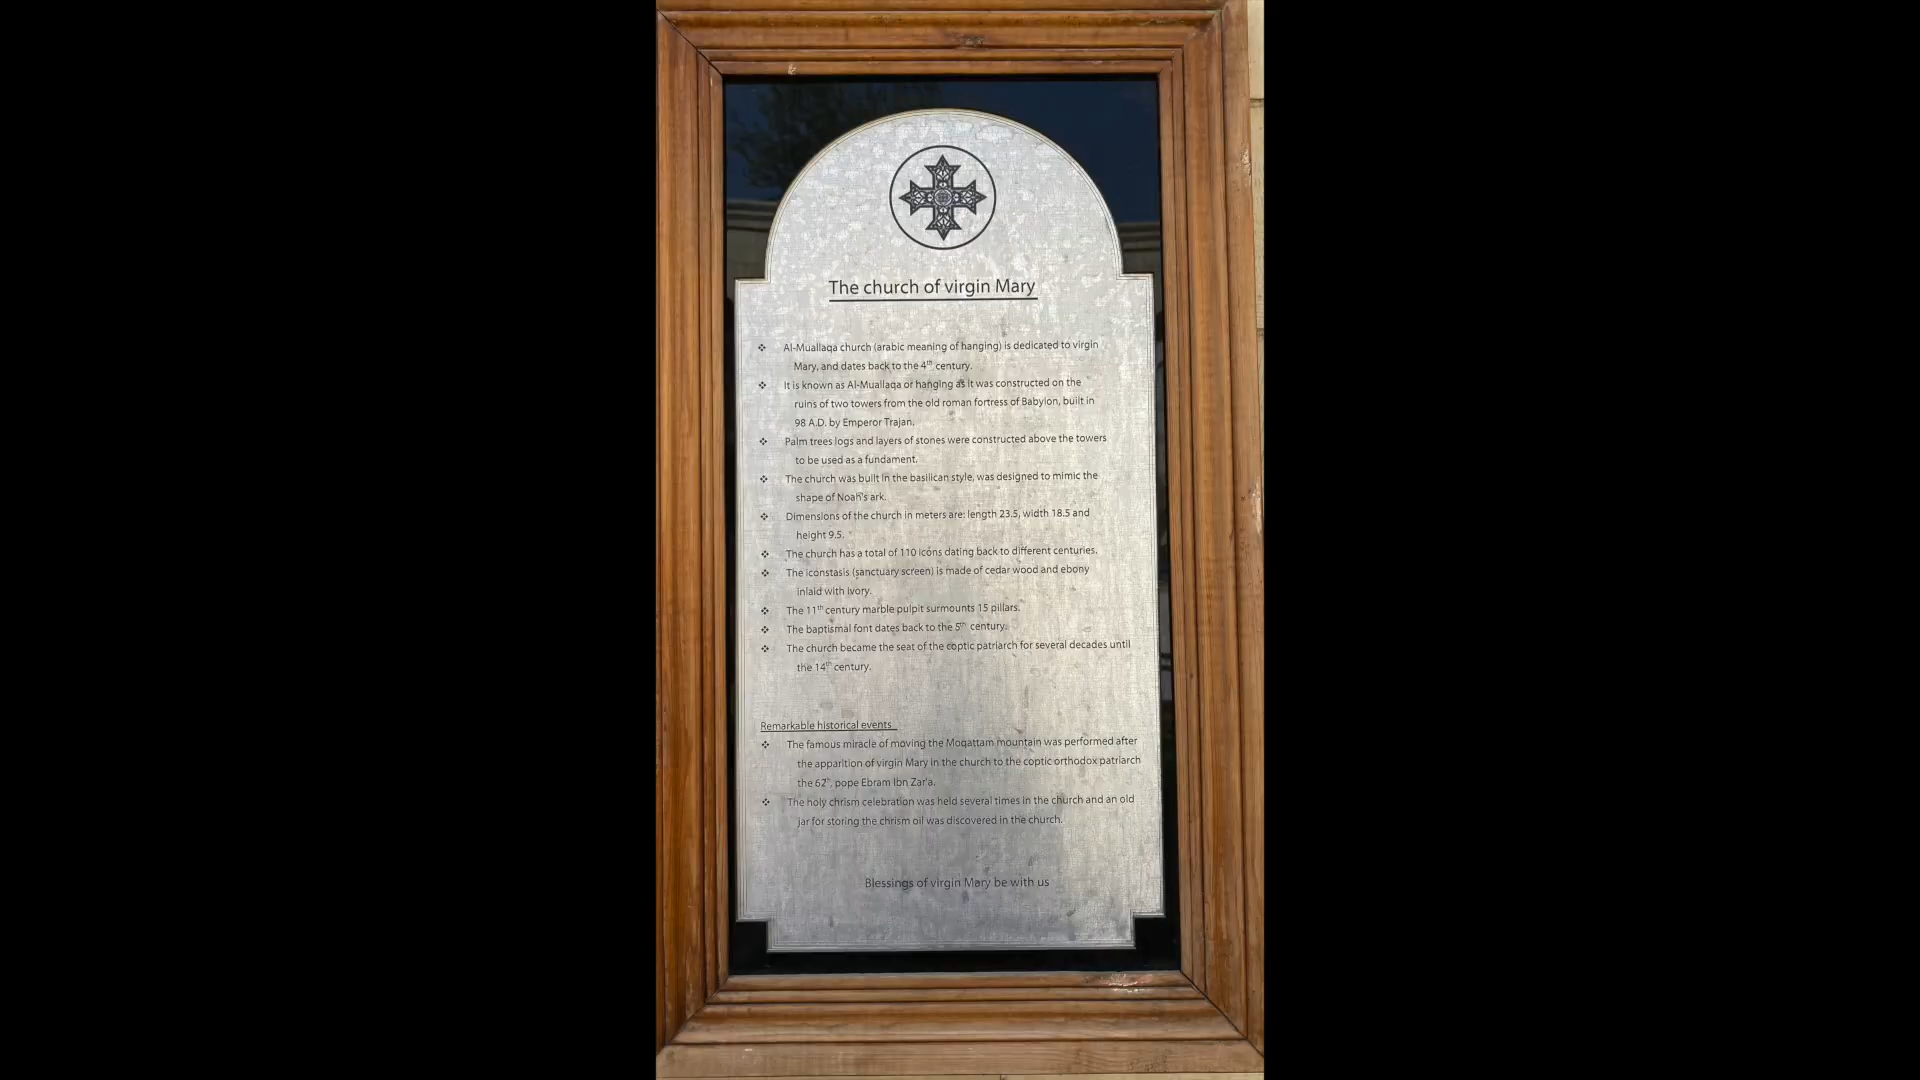 The church of virgin Mary
❖ Al-Muallaqa church (arabic meaning of hanging) is dedicated to virgin
Mary, and dates back to the 4th century.
❖ It is known as Al-Muallaqa or hanging as it was constructed on the
ruins of two towers from the old roman fortress of Babylon, built in
98 A.D. by Emperor Trajan.
❖ Palm trees logs and layers of stones were constructed above the towers
to be used as a fundament.
❖ The church was built in the basilican style, was designed to mimic the
shape of Noah's ark.
❖ Dimensions of the church in meters are: length 23.5, width 18.5 and
height 9.5.
❖ The church has a total of 110 icons dating back to different centuries.
❖ The iconstasis (sanctuary screen) is made of cedar wood and ebony
inlaid with ivory.
❖ The 11th century marble pulpit surmounts 15 pillars.
❖ The baptismal font dates back to the 5th century.
❖ The church became the seat of the coptic patriarch for several decades until
the 14th century.
Remarkable historical events
❖ The famous miracle of moving the Moqattam mountain was performed after
the apparition of virgin Mary in the church to the coptic orthodox patriarch
the 62th, pope Ebram Ibn Zar'a.
❖ The holy chrism celebration was held several times in the church and an old
jar for storing the chrism oil was discovered in the church.
Blessings of virgin Mary be with us